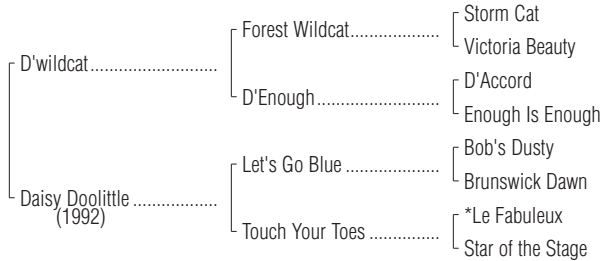 Storm Cat
Forest Wildcat....................
Victoria Beauty
D'wildcat.............................
D'Accord
D'Enough............................
Enough Is Enough
Bob's Dusty
Let's Go Blue .....................
Brunswick Dawn
Daisy Doolittle ...................
(1992)
*Le Fabuleux
Touch Your Toes ................
Star of the Stage